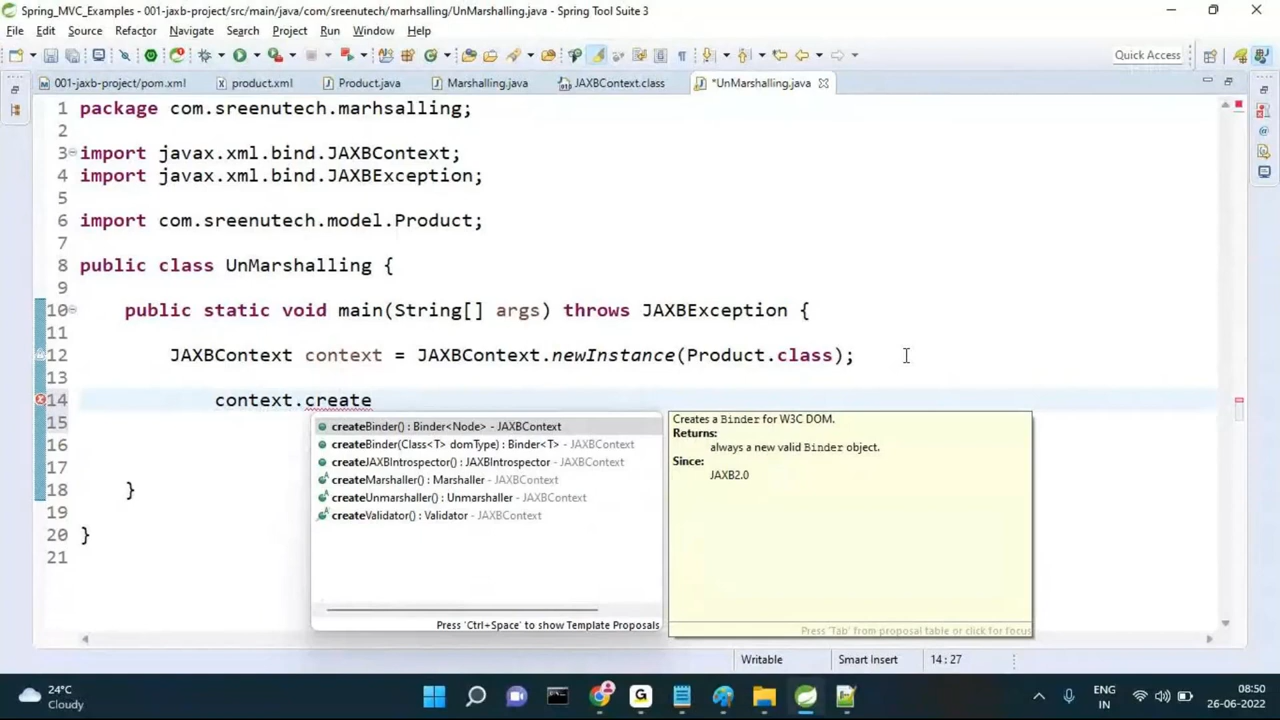 Spring_MVC_Examples - 001-jaxb-project/src/main/java/com/sreenutech/marhsalling/UnMarshalling.java - Spring Tool Suite 3
File Edit Source Refactor Navigate Search Project Run Window Help
Quick Access
001-jaxb-project/pom.xml product.xml Product.java Marshalling.java JAXBContext.class *UnMarshalling.java
1 package com.sreenutech.marhsalling;
2
3 import javax.xml.bind.JAXBContext;
4 import javax.xml.bind.JAXBException;
5
6 import com.sreenutech.model.Product;
7
8 public class UnMarshalling {
9
10 public static void main(String[] args) throws JAXBException {
11
12 JAXBContext context = JAXBContext.newInstance(Product.class);
13
14 context.create
15
16
17
18 }
19
20 }
21
createBinder() : Binder<Node> - JAXBContext
createBinder(Class<T> domType) : Binder<T> - JAXBContext
createJAXBIntrospector() : JAXBIntrospector - JAXBContext
createMarshaller() : Marshaller - JAXBContext
createUnmarshaller() : Unmarshaller - JAXBContext
createValidator() : Validator - JAXBContext
Press 'Ctrl+Space' to show Template Proposals
Creates a Binder for W3C DOM.
Returns:
always a new valid Binder object.
Since:
JAXB2.0
Press 'Tab' from proposal table or click for focus
Writable Smart Insert 14 : 27
24°C
Cloudy
ENG
IN
08:50
26-06-2022